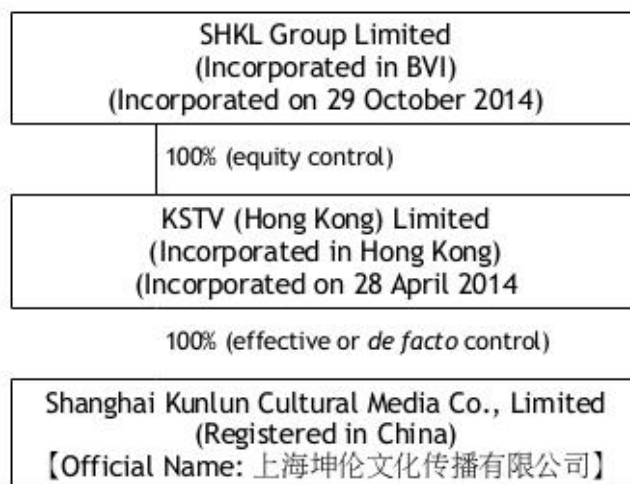 SHKL Group Limited
(Incorporated in BVI)
(Incorporated on 29 October 2014)
100% (equity control)
KSTV (Hong Kong) Limited
(Incorporated in Hong Kong)
(Incorporated on 28 April 2014
100% (effective or de facto control)
Shanghai Kunlun Cultural Media Co., Limited
(Registered in China)
【Official Name: 上海坤伦文化传播有限公司】